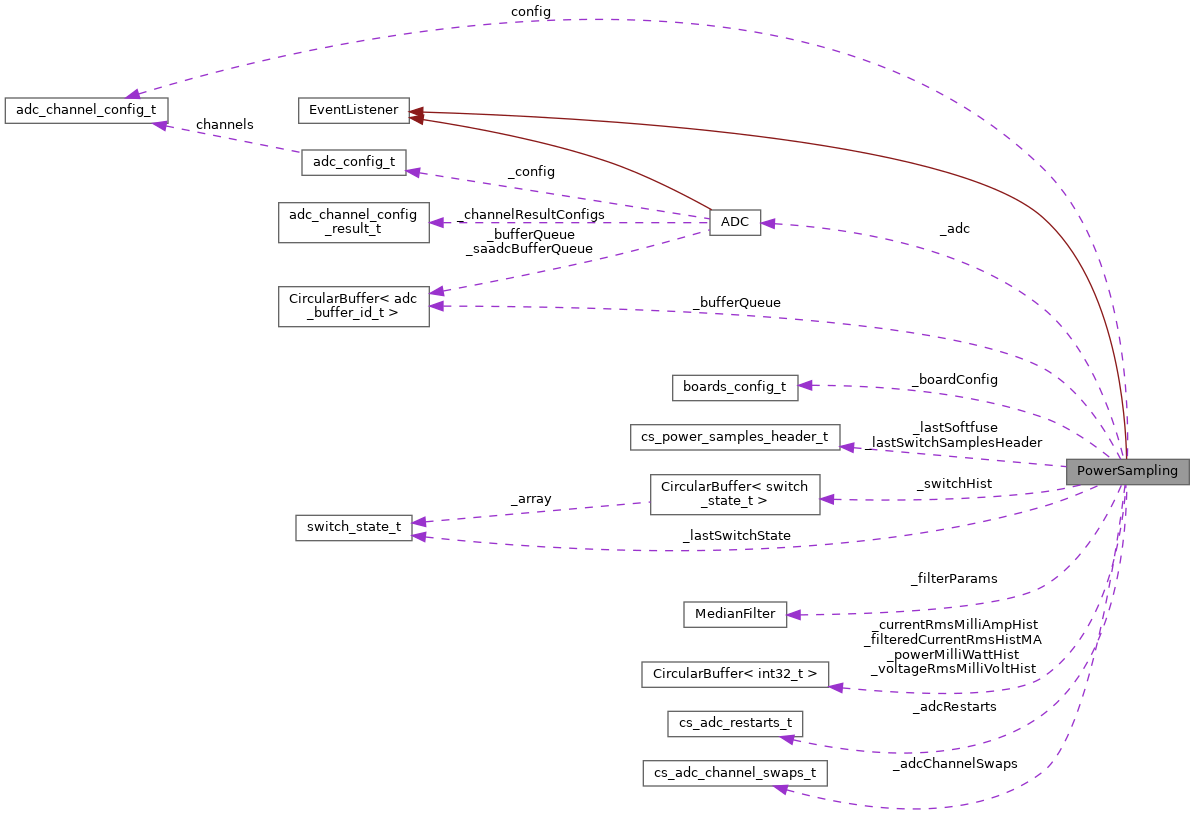 config
adc_channel_config_t
EventListener
channels
adc_config_t
_config
adc_channel_config
_result_t
_channelResultConfigs
ADC
_bufferQueue
_saadcBufferQueue
_adc
CircularBuffer< adc
_buffer_id_t >
_bufferQueue
boards_config_t
_boardConfig
cs_power_samples_header_t
_lastSoftfuse
_lastSwitchSamplesHeader
PowerSampling
CircularBuffer< switch
_state_t >
_switchHist
_array
switch_state_t
_lastSwitchState
_filterParams
MedianFilter
_currentRmsMilliAmpHist
_filteredCurrentRmsHistMA
_powerMilliWattHist
_voltageRmsMilliVoltHist
CircularBuffer< int32_t >
_adcRestarts
cs_adc_restarts_t
_adcChannelSwaps
cs_adc_channel_swaps_t